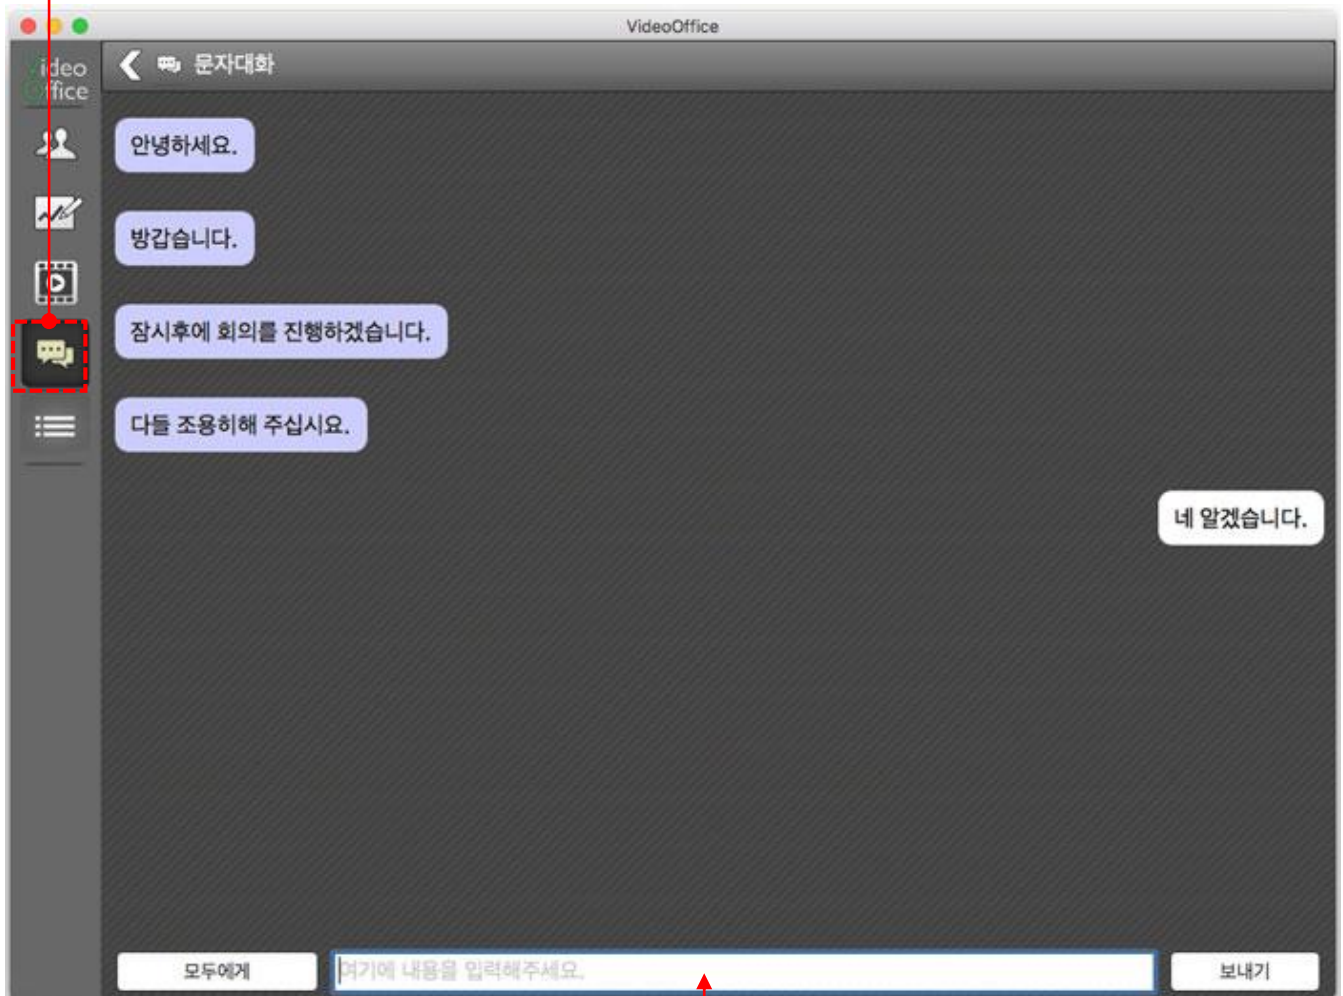 VideoOffice
Video
Office
문자대화
안녕하세요.
방갑습니다.
잠시후에 회의를 진행하겠습니다.
다들 조용히해 주십시요.
네 알겠습니다.
모두에게
여기에 내용을 입력해주세요.
보내기